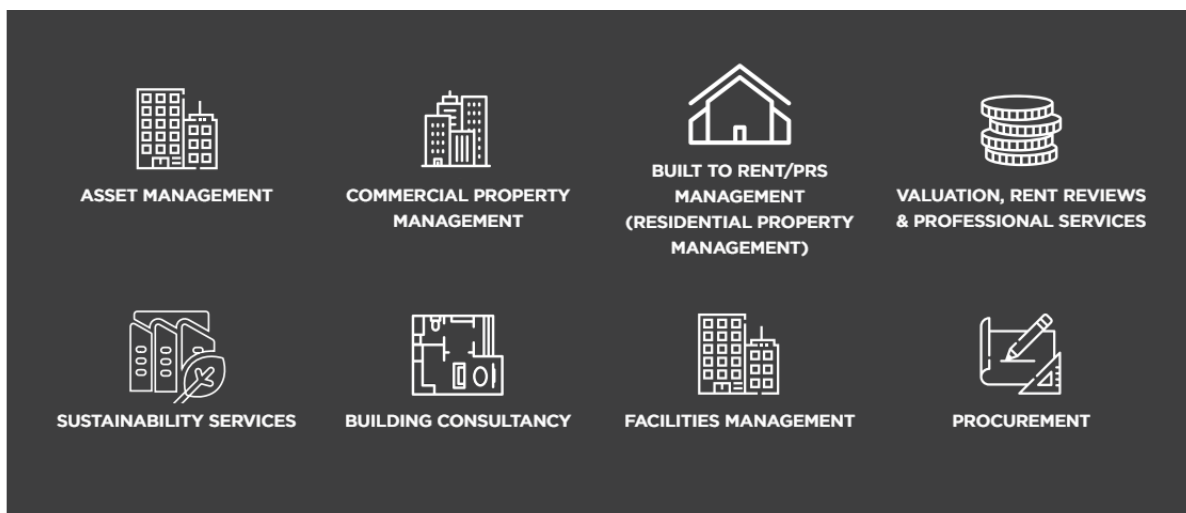 ASSET MANAGEMENT
COMMERCIAL PROPERTY
MANAGEMENT
BUILT TO RENT/PRS
MANAGEMENT
(RESIDENTIAL PROPERTY
MANAGEMENT)
VALUATION, RENT REVIEWS
& PROFESSIONAL SERVICES
SUSTAINABILITY SERVICES
BUILDING CONSULTANCY
FACILITIES MANAGEMENT
PROCUREMENT